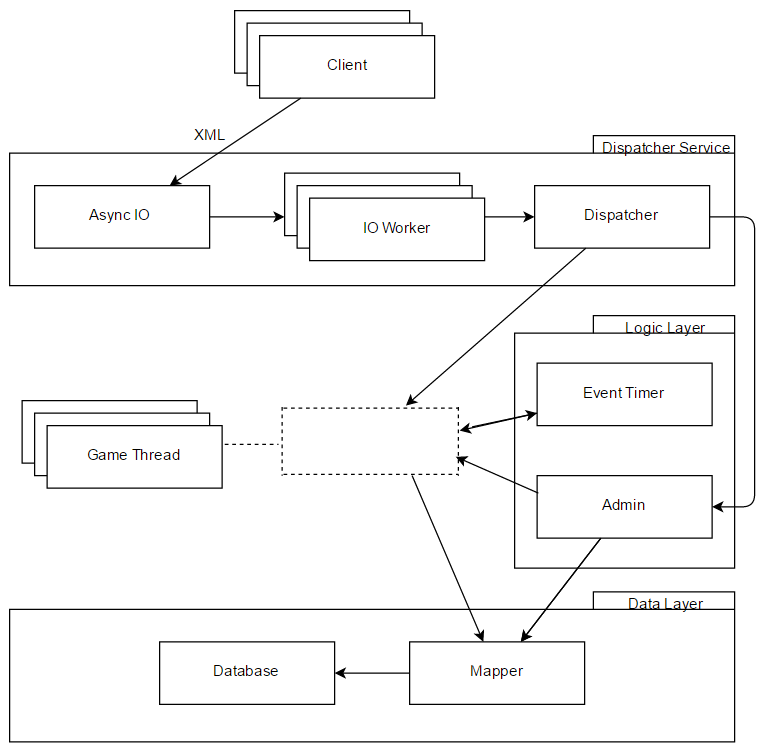 Client
XML
Dispatcher Service
Async IO
IO Worker
Dispatcher
Logic Layer
Event Timer
Game Thread
Admin
Data Layer
Database
Mapper